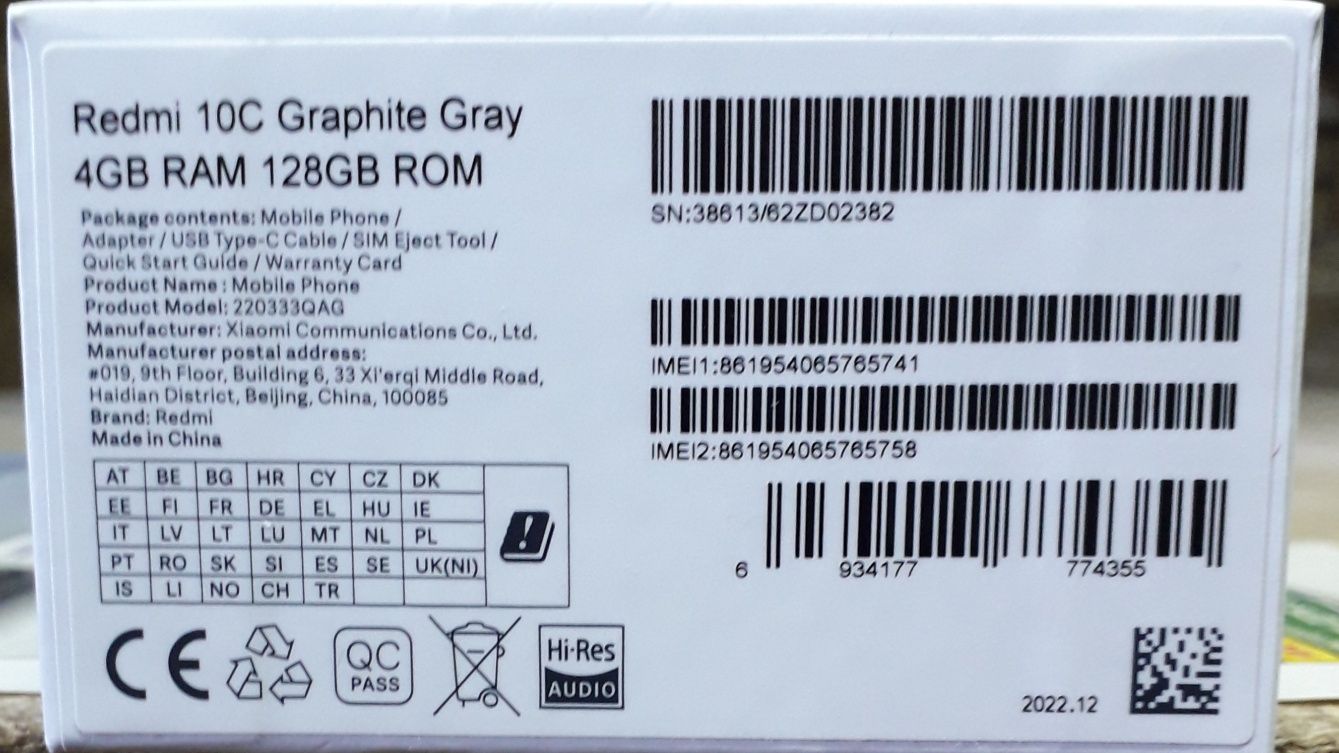 Redmi 10C Graphite Gray
4GB RAM 128GB ROM
Package contents: Mobile Phone /
Adapter / USB Type-C Cable / SIM Eject Tool /
Quick Start Guide / Warranty Card
Product Name : Mobile Phone
Product Model: 220333QAG
Manufacturer: Xiaomi Communications Co., Ltd.
Manufacturer postal address:
#019, 9th Floor, Building 6, 33 Xi'erqi Middle Road,
Haidian District, Beijing, China, 100085
Brand: Redmi
Made in China
AT BE BG HR CY CZ DK
EE FI FR DE EL HU IE
IT LV LT LU MT NL PL
PT RO SK SI ES SE UK(NI)
IS LI NO CH TR
CE
QC
PASS
Hi-Res
AUDIO
SN:38613/62ZD02382
IMEI1:861954065765741
IMEI2:861954065765758
6 934177 774355
2022.12